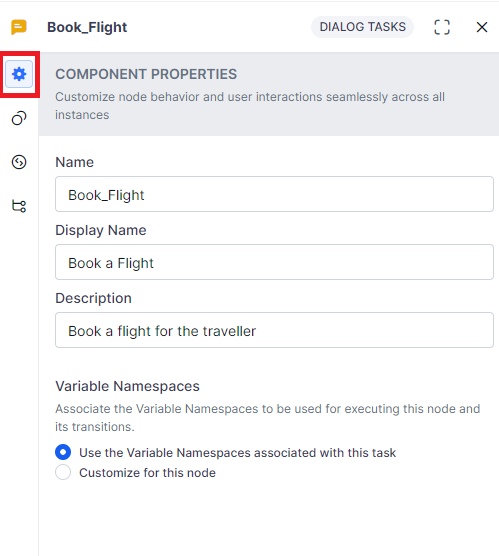 Book_Flight
DIALOG TASKS
COMPONENT PROPERTIES
Customize node behavior and user interactions seamlessly across all
instances
Name
Book_Flight
Display Name
Book a Flight
Description
Book a flight for the traveller
Variable Namespaces
Associate the Variable Namespaces to be used for executing this node and
its transitions.
Use the Variable Namespaces associated with this task
Customize for this node